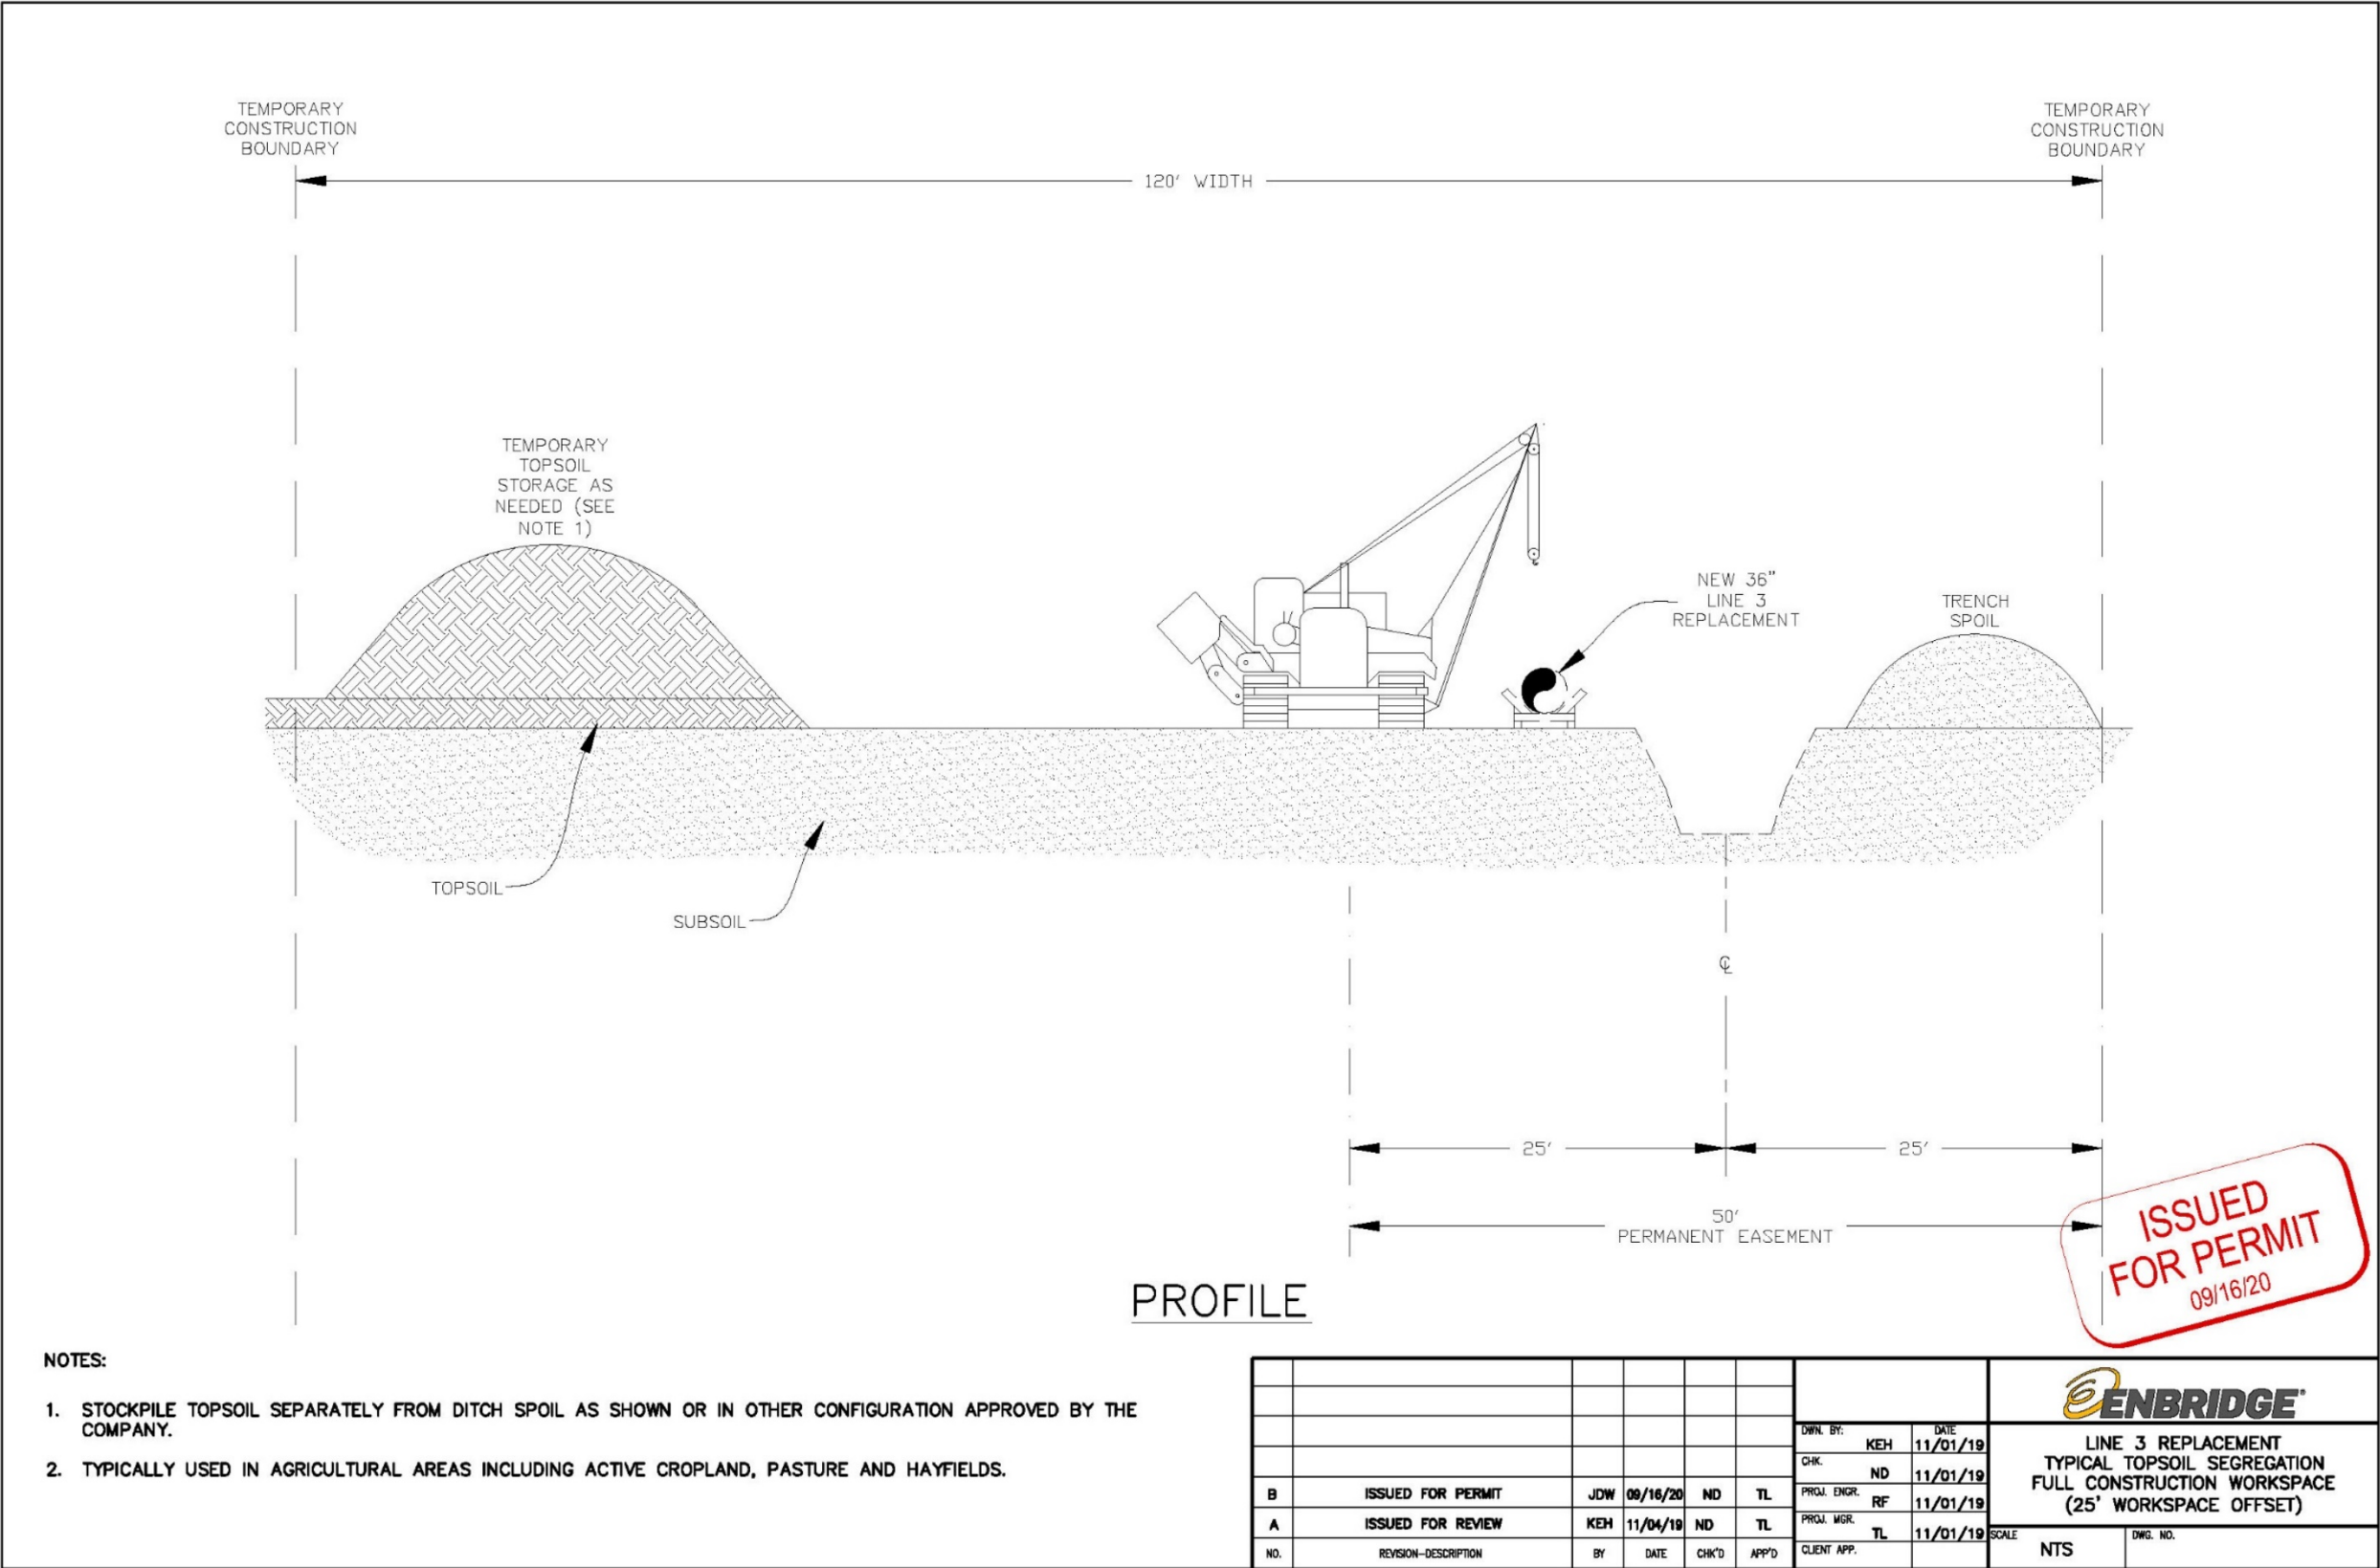 TEMPORARY
CONSTRUCTION
BOUNDARY
TEMPORARY
CONSTRUCTION
BOUNDARY
120' WIDTH
TEMPORARY
TOPSOIL
STORAGE AS
NEEDED (SEE
NOTE 1)
NEW 36"
LINE 3
REPLACEMENT
TRENCH
SPOIL
TOPSOIL
SUBSOIL
℄
25'
25'
50'
PERMANENT EASEMENT
ISSUED
FOR PERMIT
09/16/20
PROFILE
NOTES:
1. STOCKPILE TOPSOIL SEPARATELY FROM DITCH SPOIL AS SHOWN OR IN OTHER CONFIGURATION APPROVED BY THE
COMPANY.
2. TYPICALLY USED IN AGRICULTURAL AREAS INCLUDING ACTIVE CROPLAND, PASTURE AND HAYFIELDS.
B ISSUED FOR PERMIT JDW 09/16/20 ND TL
A ISSUED FOR REVIEW KEH 11/04/19 ND TL
NO. REVISION-DESCRIPTION BY DATE CHK'D APP'D
DWN. BY: DATE
KEH 11/01/19
CHK.
ND 11/01/19
PROJ. ENGR.
RF 11/01/19
PROJ. MGR.
TL 11/01/19
CLIENT APP.
ENBRIDGE®
LINE 3 REPLACEMENT
TYPICAL TOPSOIL SEGREGATION
FULL CONSTRUCTION WORKSPACE
(25' WORKSPACE OFFSET)
SCALE
NTS
DWG. NO.